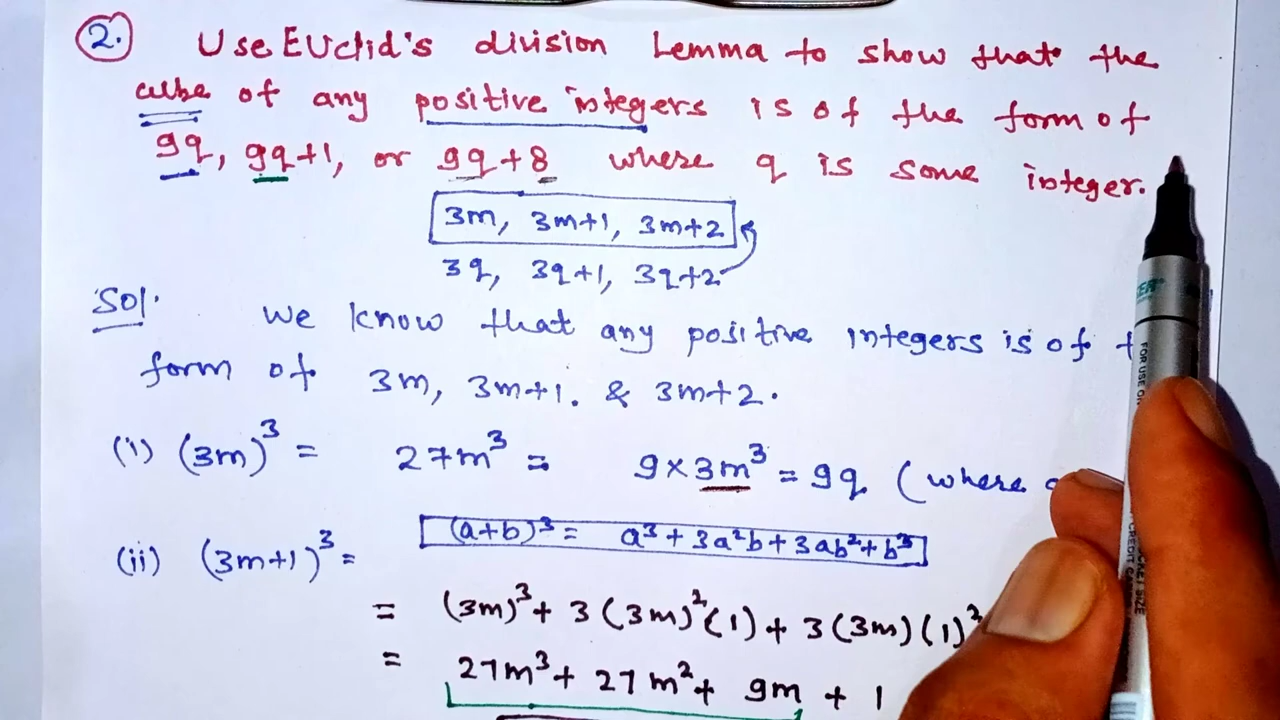 2. Use Euclid's division Lemma to show that the
cube of any positive integers is of the form of
9q, 9q+1, or 9q+8 where q is some integer.
3m, 3m+1, 3m+2
3q, 3q+1, 3q+2
Sol. We know that any positive integers is of
form of 3m, 3m+1. & 3m+2.
(i) (3m)³ = 27m³ = 9×3m³ = 9q (where
(a+b)³ = a³+3a²b+3ab²+b³
(ii) (3m+1)³ =
= (3m)³+3(3m)²(1)+3(3m)(1)²
= 27m³+27m²+9m+1